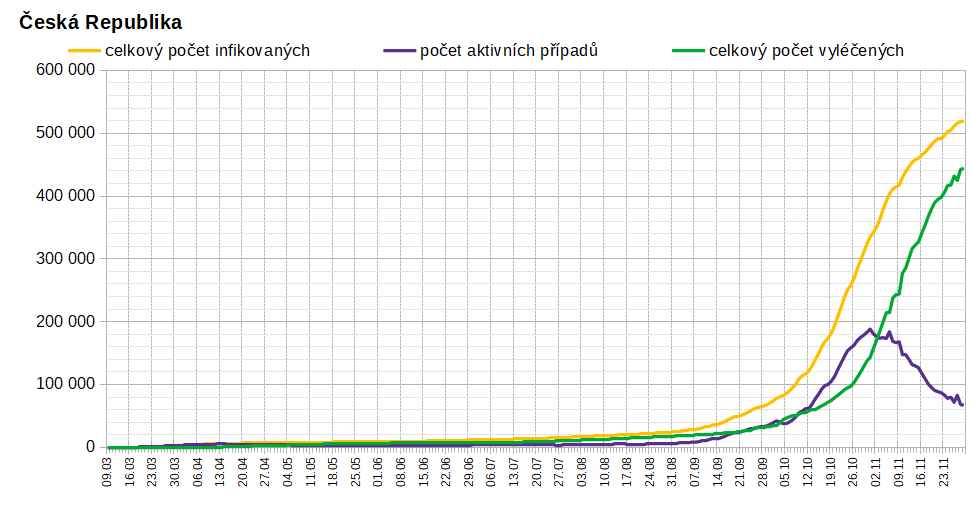 Česká Republika
celkový počet infikovaných počet aktivních případů celkový počet vyléčených
600 000
500 000
400 000
300 000
200 000
100 000
0
09.03 16.03 23.03 30.03 06.04 13.04 20.04 27.04 04.05 11.05 18.05 25.05 01.06 08.06 15.06 22.06 29.06 06.07 13.07 20.07 27.07 03.08 10.08 17.08 24.08 31.08 07.09 14.09 21.09 28.09 05.10 12.10 19.10 26.10 02.11 09.11 16.11 23.11